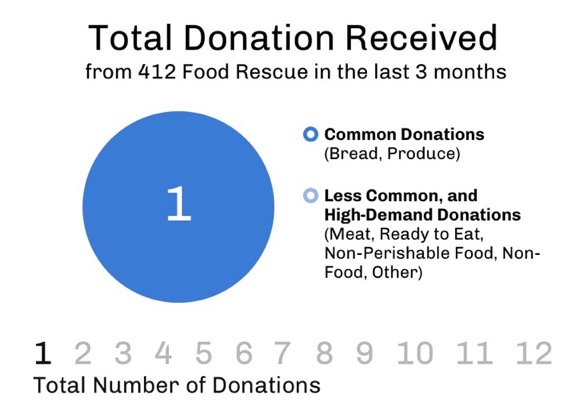 Total Donation Received
from 412 Food Rescue in the last 3 months
1
Common Donations
(Bread, Produce)
Less Common, and
High-Demand Donations
(Meat, Ready to Eat,
Non-Perishable Food, Non-
Food, Other)
1 2 3 4 5 6 7 8 9 10 11 12
Total Number of Donations